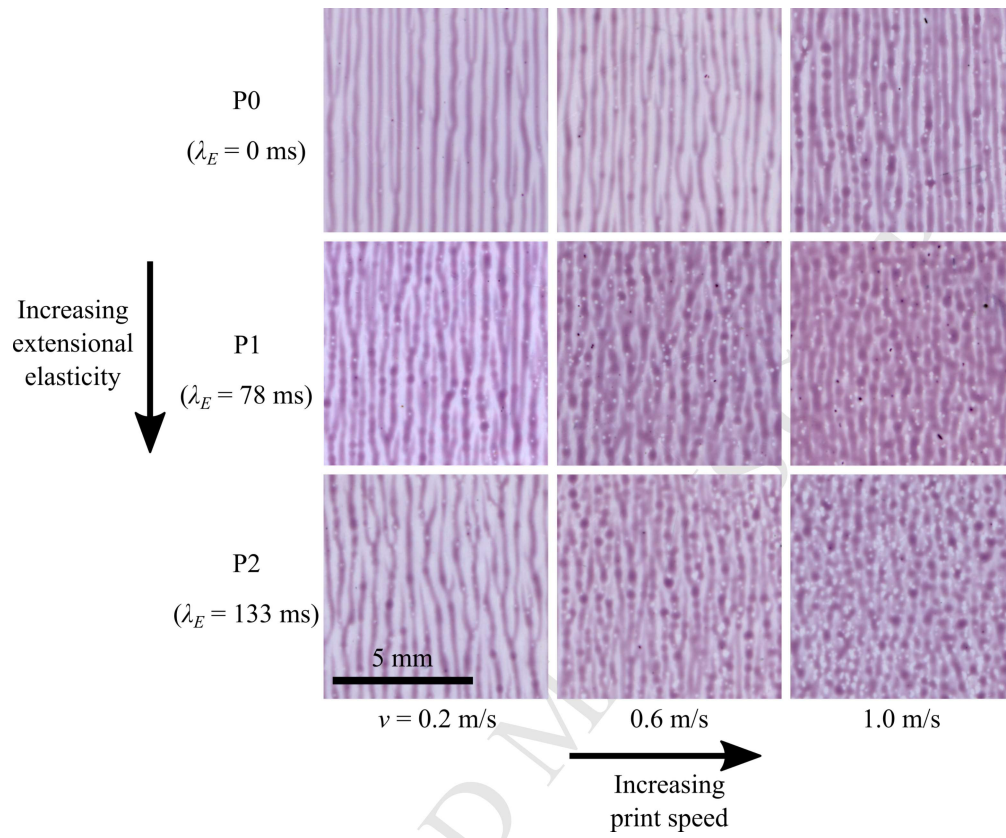 P0
(λE = 0 ms)
Increasing
extensional
elasticity
P1
(λE = 78 ms)
P2
(λE = 133 ms)
5 mm
v = 0.2 m/s
0.6 m/s
1.0 m/s
Increasing
print speed